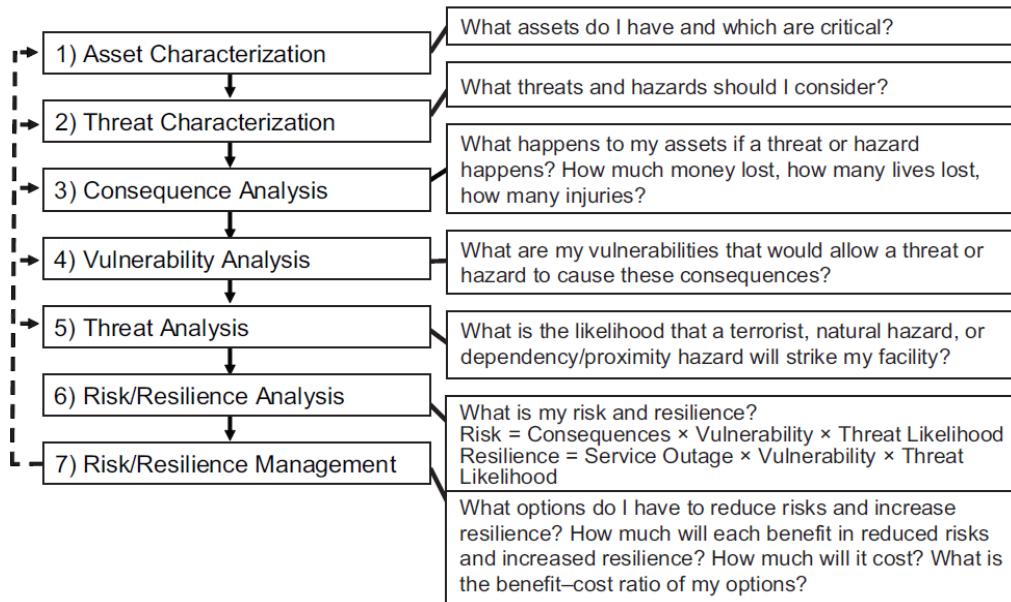 1) Asset Characterization
What assets do I have and which are critical?
2) Threat Characterization
What threats and hazards should I consider?
3) Consequence Analysis
What happens to my assets if a threat or hazard
happens? How much money lost, how many lives lost,
how many injuries?
4) Vulnerability Analysis
What are my vulnerabilities that would allow a threat or
hazard to cause these consequences?
5) Threat Analysis
What is the likelihood that a terrorist, natural hazard, or
dependency/proximity hazard will strike my facility?
6) Risk/Resilience Analysis
What is my risk and resilience?
Risk = Consequences × Vulnerability × Threat Likelihood
Resilience = Service Outage × Vulnerability × Threat
Likelihood
7) Risk/Resilience Management
What options do I have to reduce risks and increase
resilience? How much will each benefit in reduced risks
and increased resilience? How much will it cost? What is
the benefit–cost ratio of my options?